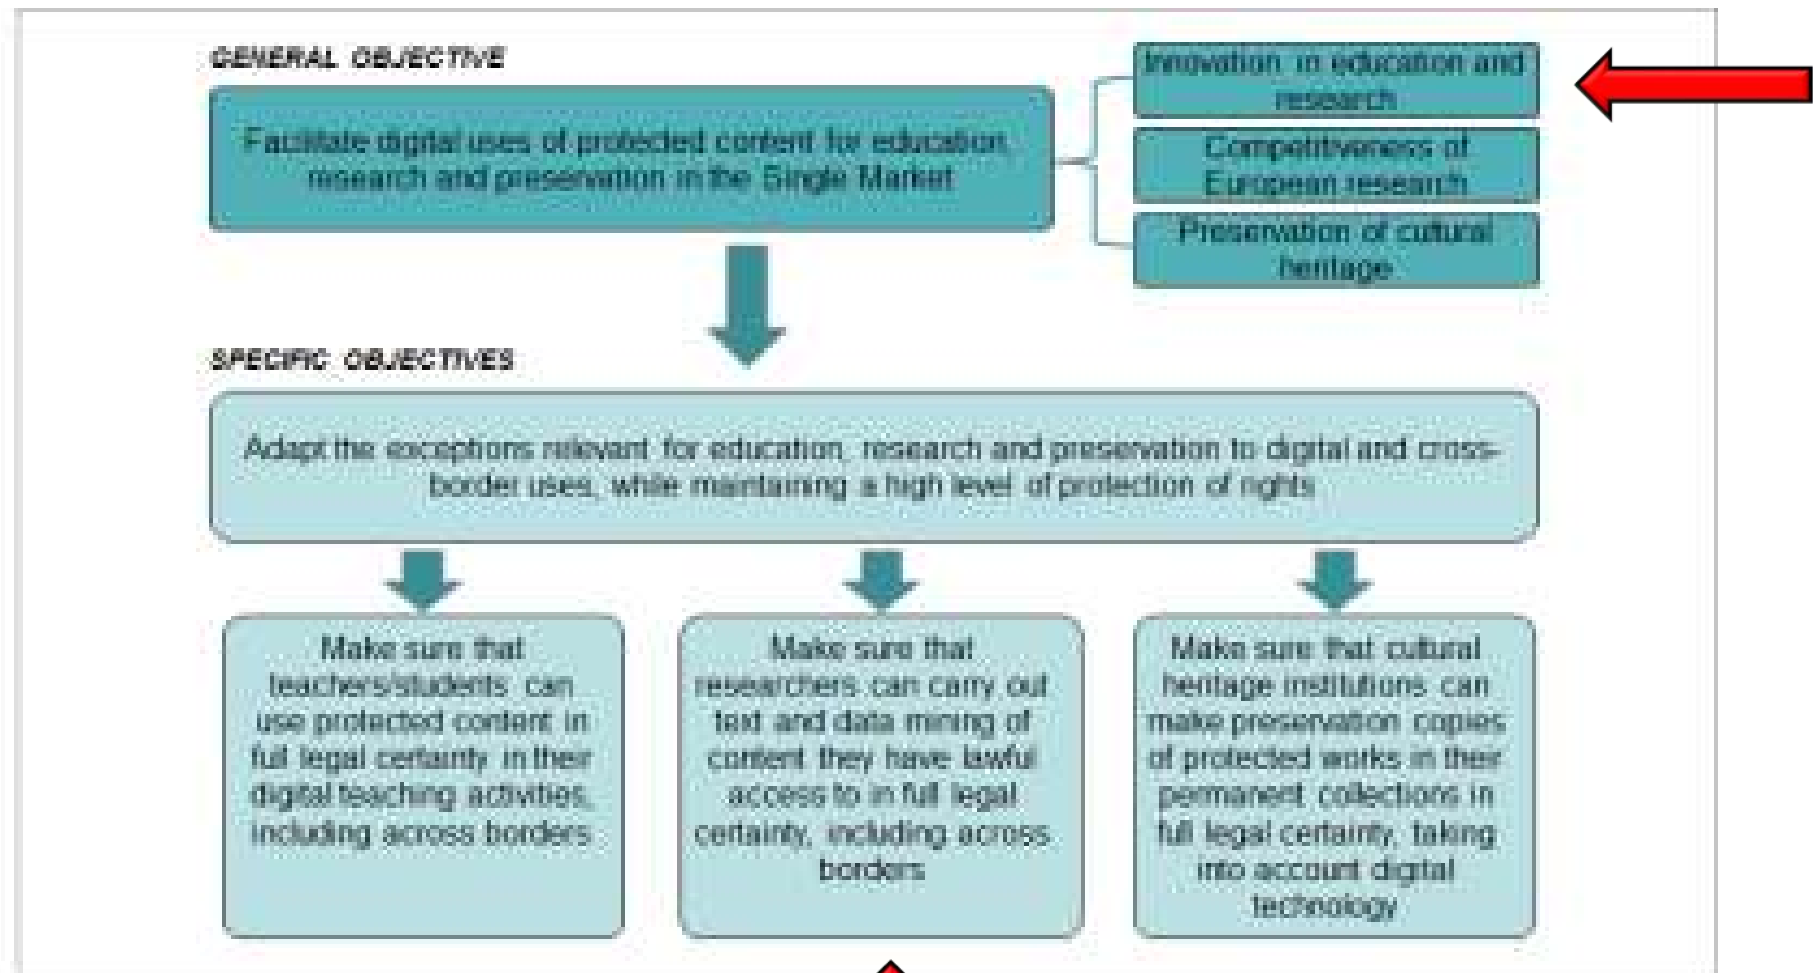 GENERAL OBJECTIVE
Facilitate digital uses of protected content for education,
research and preservation in the Single Market
Innovation in education and
research
Competitiveness of
European research
Preservation of cultural
heritage
SPECIFIC OBJECTIVES
Adapt the exceptions relevant for education, research and preservation to digital and cross-
border uses, while maintaining a high level of protection of rights
Make sure that
teachers/students can
use protected content in
full legal certainty in their
digital teaching activities,
including across borders
Make sure that
researchers can carry out
text and data mining of
content they have lawful
access to in full legal
certainty, including across
borders
Make sure that cultural
heritage institutions can
make preservation copies
of protected works in their
permanent collections in
full legal certainty, taking
into account digital
technology